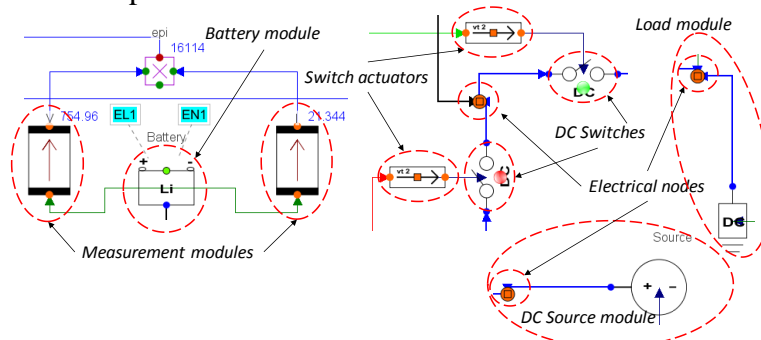 epi
16114
Battery module
754.96
EL1
EN1
21.344
Battery
+ -
Li
Measurement modules
Switch actuators
vt 2
DC
DC Switches
vt 2
DC
Electrical nodes
Load module
DC
Source
+ -
DC Source module